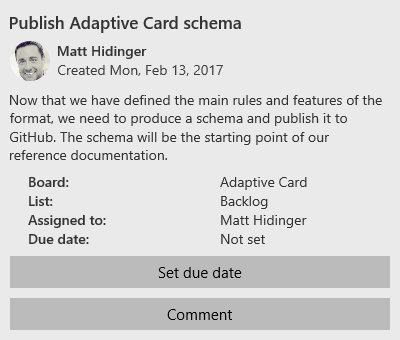 Publish Adaptive Card schema
Matt Hidinger
Created Mon, Feb 13, 2017
Now that we have defined the main rules and features of the
format, we need to produce a schema and publish it to
GitHub. The schema will be the starting point of our
reference documentation.
Board: Adaptive Card
List: Backlog
Assigned to: Matt Hidinger
Due date: Not set
Set due date
Comment